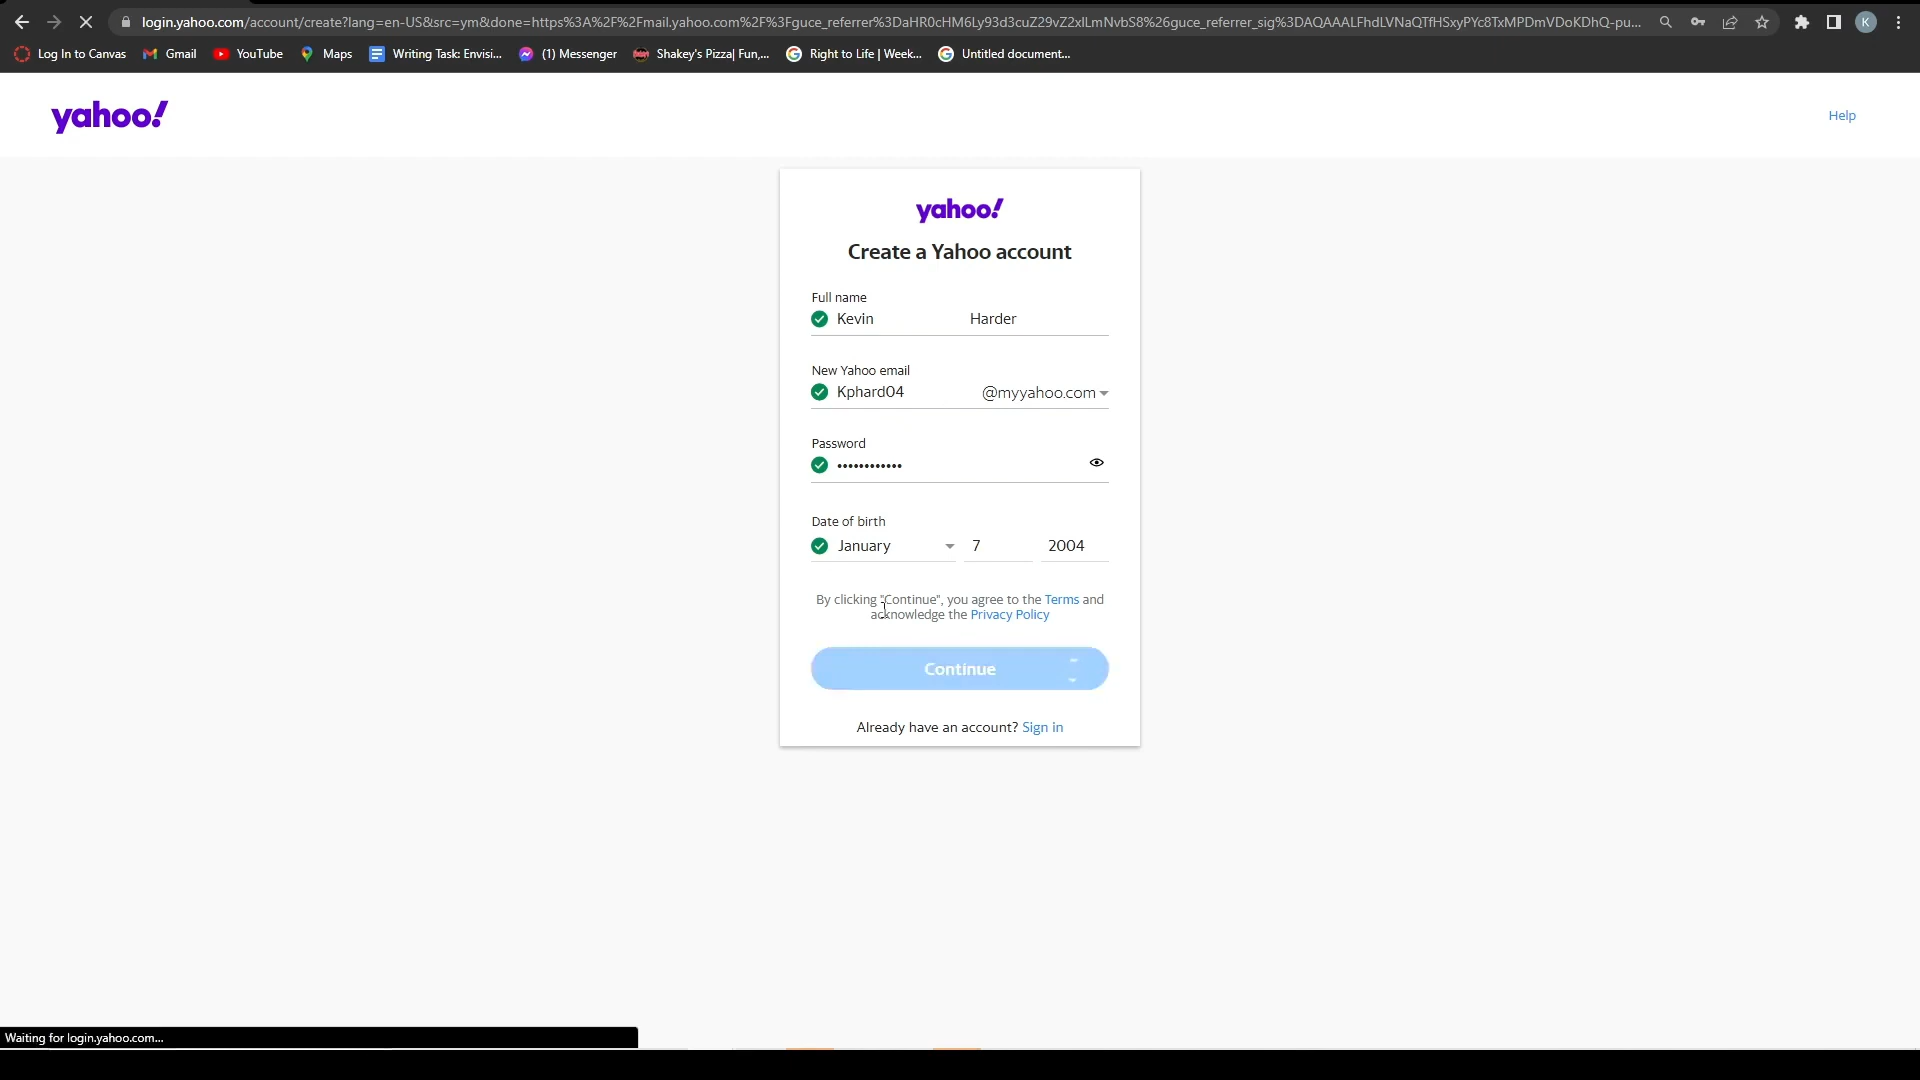 login.yahoo.com/account/create?lang=en-US&src=ym&done=https%3A%2F%2Fmail.yahoo.com%2F%3Fguce_referrer%3DaHR0cHM6Ly93d3cuZ29vZ2xlLmNvbS8%26guce_referrer_sig%3DAQAAALFhdLVNaQTfHSxyPYc8TxMPDmVDoKDhQ-pu...
K
Log In to Canvas Gmail YouTube Maps Writing Task: Envisi... (1) Messenger Shakey's Pizza| Fun,... Right to Life | Week... Untitled document...
yahoo!
Help
yahoo!
Create a Yahoo account
Full name
Kevin Harder
New Yahoo email
Kphard04 @myyahoo.com
Password
••••••••••••
Date of birth
January 7 2004
By clicking "Continue", you agree to the Terms and
acknowledge the Privacy Policy
Continue
Already have an account? Sign in
Waiting for login.yahoo.com...